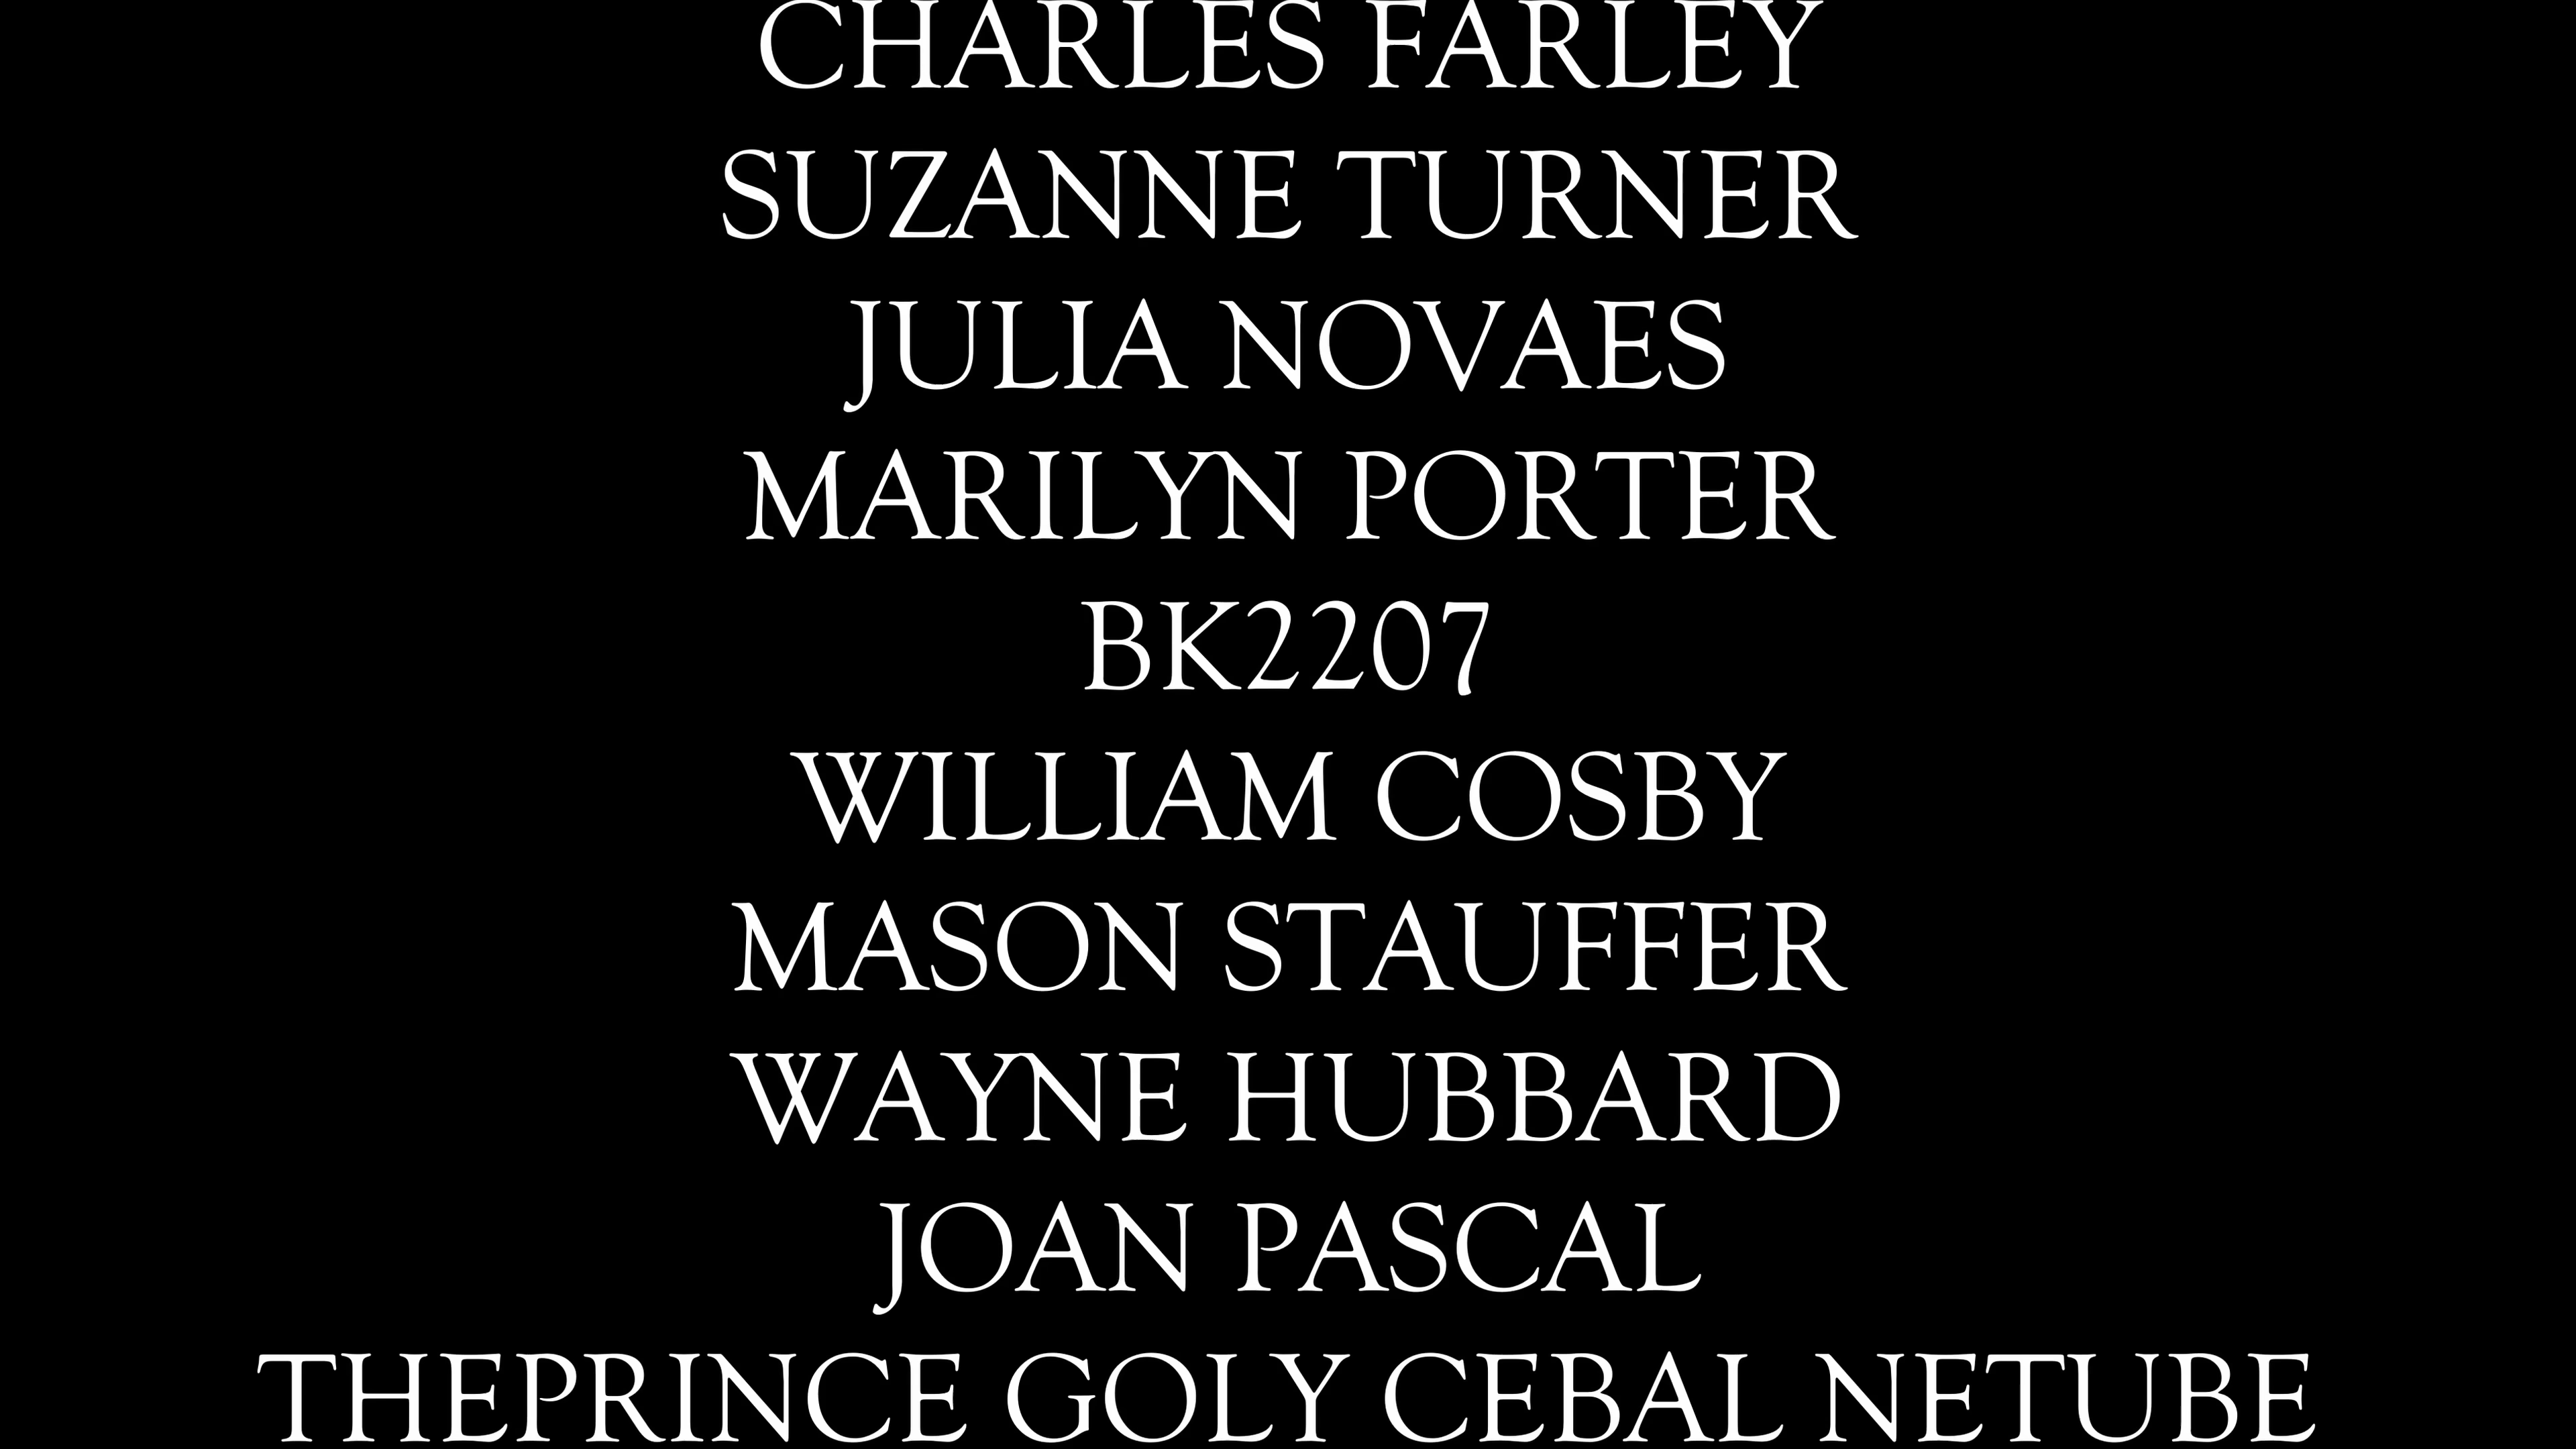 CHARLES FARLEY
SUZANNE TURNER
JULIA NOVAES
MARILYN PORTER
BK2207
WILLIAM COSBY
MASON STAUFFER
WAYNE HUBBARD
JOAN PASCAL
THEPRINCE GOLY CEBAL NETUBE